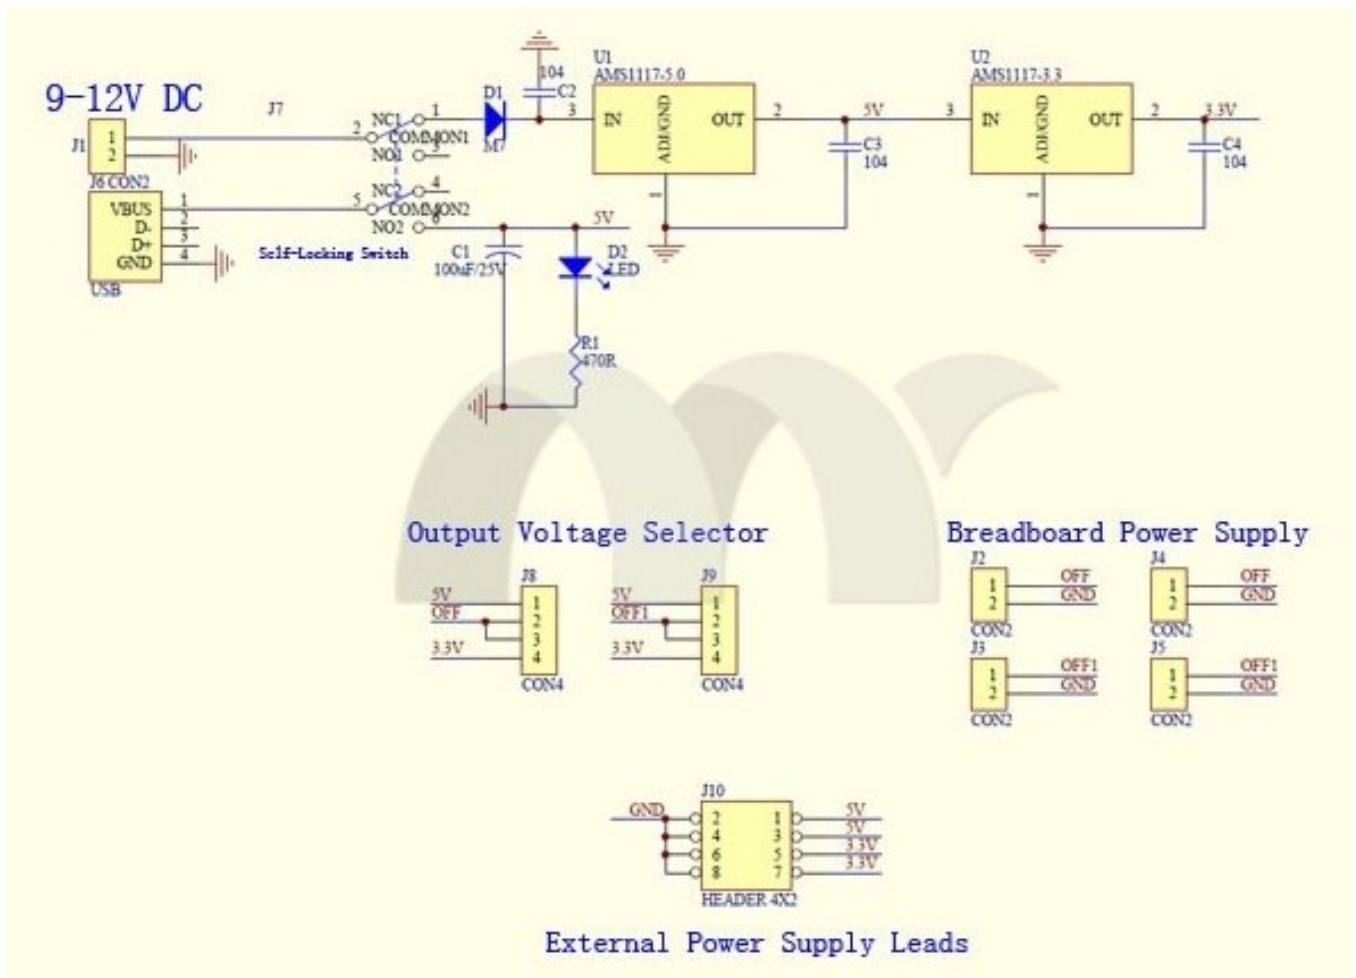 9-12V DC
J7
J1
1
2
J6 CON2
VBUS
D-
D+
GND
1
2
3
4
USB
Self-Locking Switch
2
NC1
1
COMMON1
NO1
3
NC2
4
5
COMMON2
NO2
6
D1
M7
104
C2
U1
AMS1117-5.0
3
IN
ADJ/GND
OUT
2
1
5V
C3
104
U2
AMS1117-3.3
3
IN
ADJ/GND
OUT
2
1
3.3V
C4
104
5V
C1
100uF/25V
D2
LED
R1
470R
Output Voltage Selector
J8
5V 1
OFF 2
3
3.3V 4
CON4
J9
5V 1
OFF1 2
3
3.3V 4
CON4
Breadboard Power Supply
J2
1 OFF
2 GND
CON2
J4
1 OFF
2 GND
CON2
J3
1 OFF1
2 GND
CON2
J5
1 OFF1
2 GND
CON2
J10
GND 2 1 5V
4 3 5V
6 5 3.3V
8 7 3.3V
HEADER 4X2
External Power Supply Leads